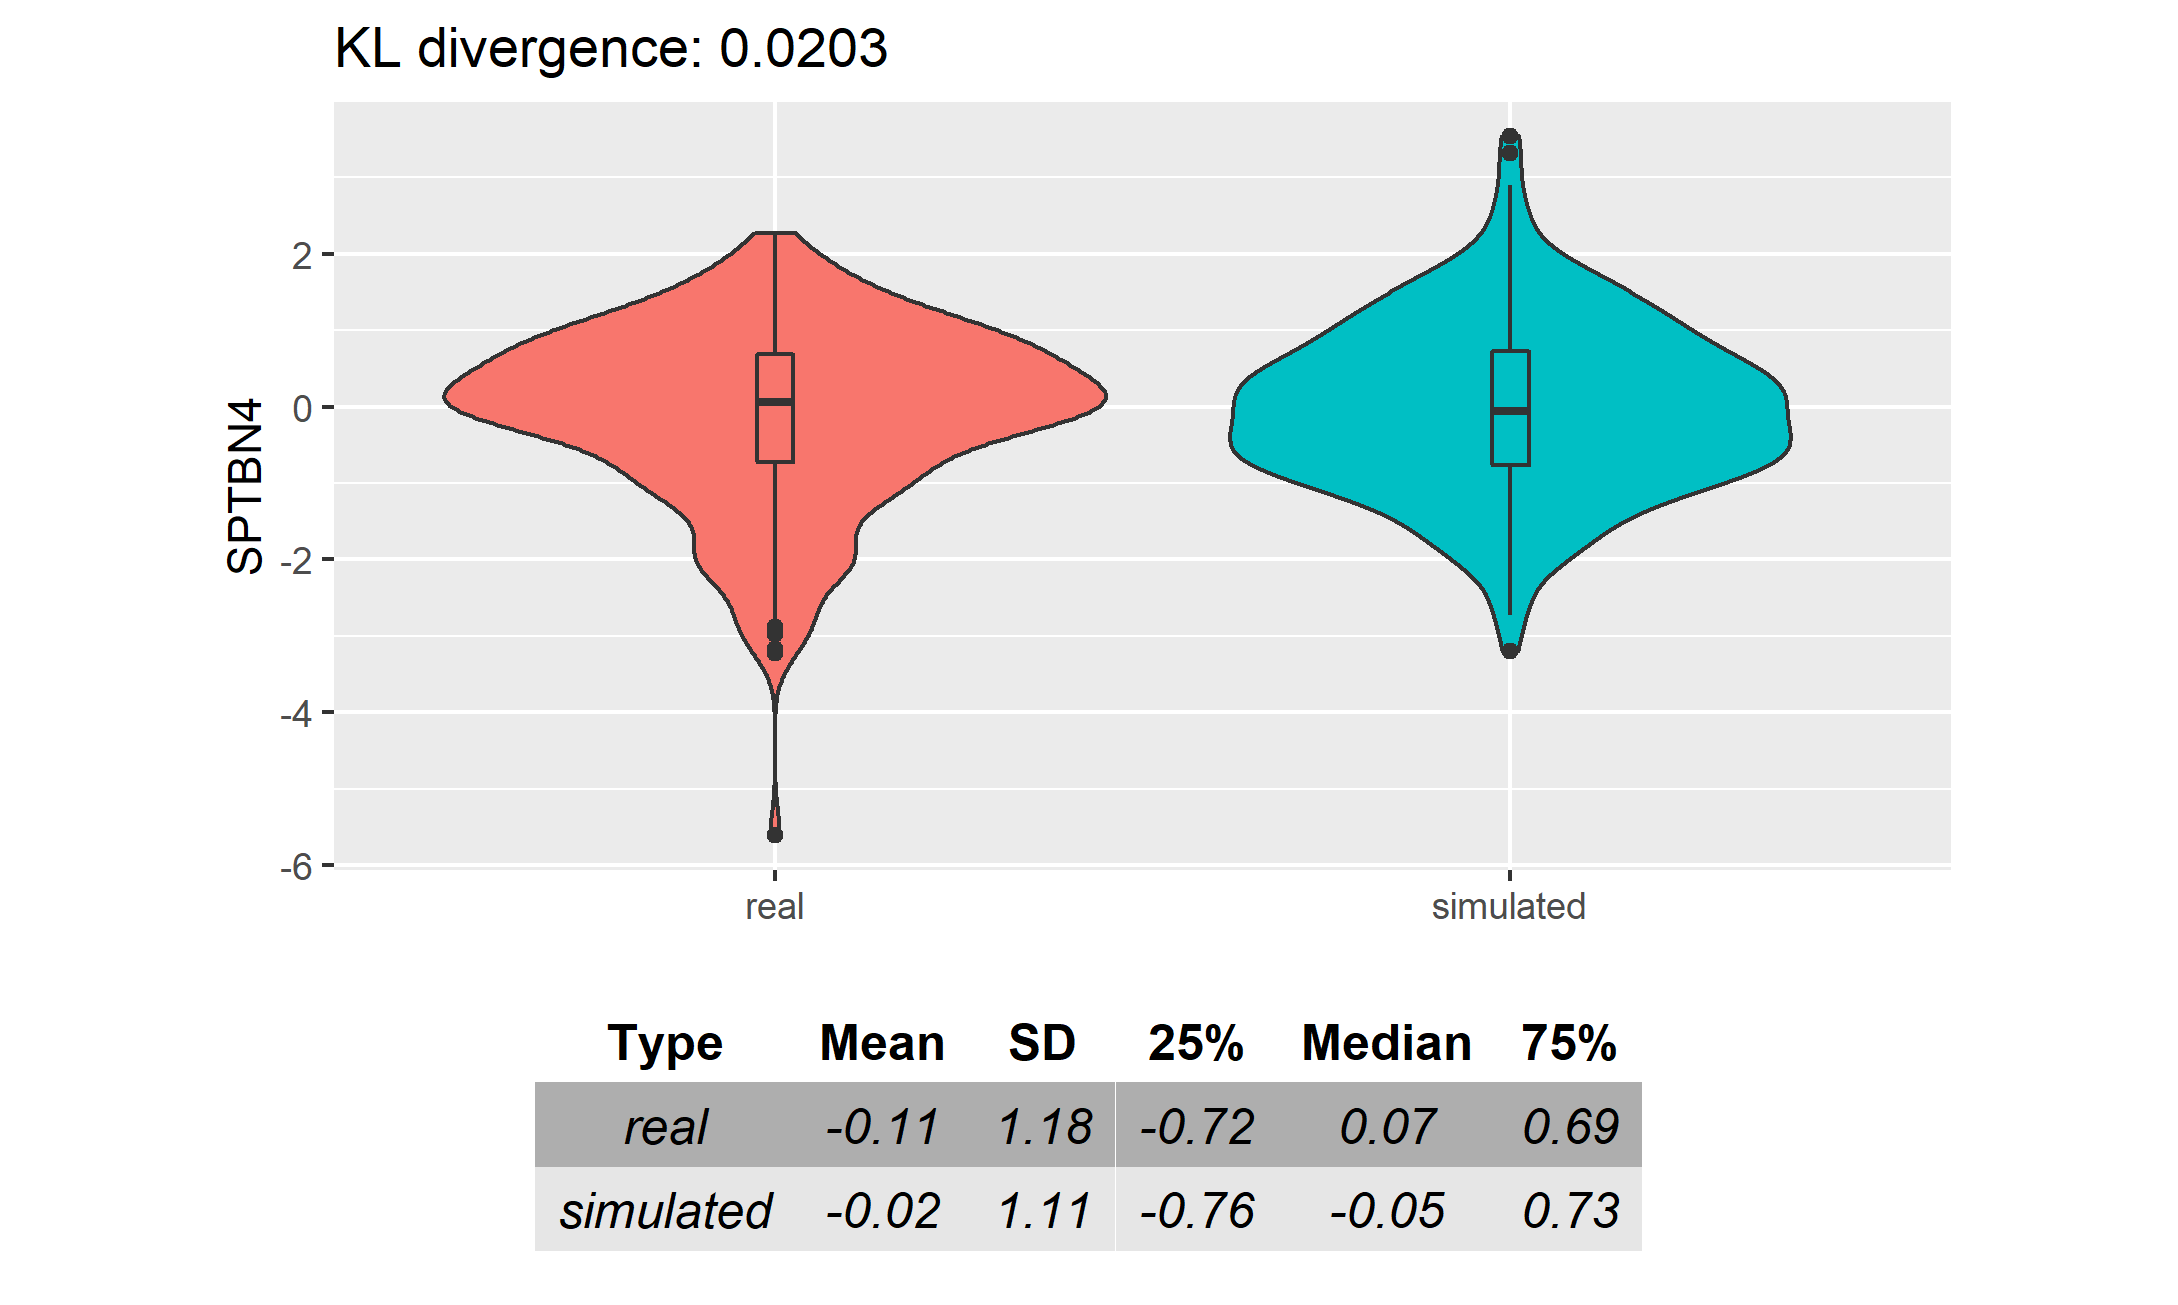 KL divergence: 0.0203
SPTBN4
2
0
-2
-4
-6
real simulated
Type Mean SD 25% Median 75%
real -0.11 1.18 -0.72 0.07 0.69
simulated -0.02 1.11 -0.76 -0.05 0.73